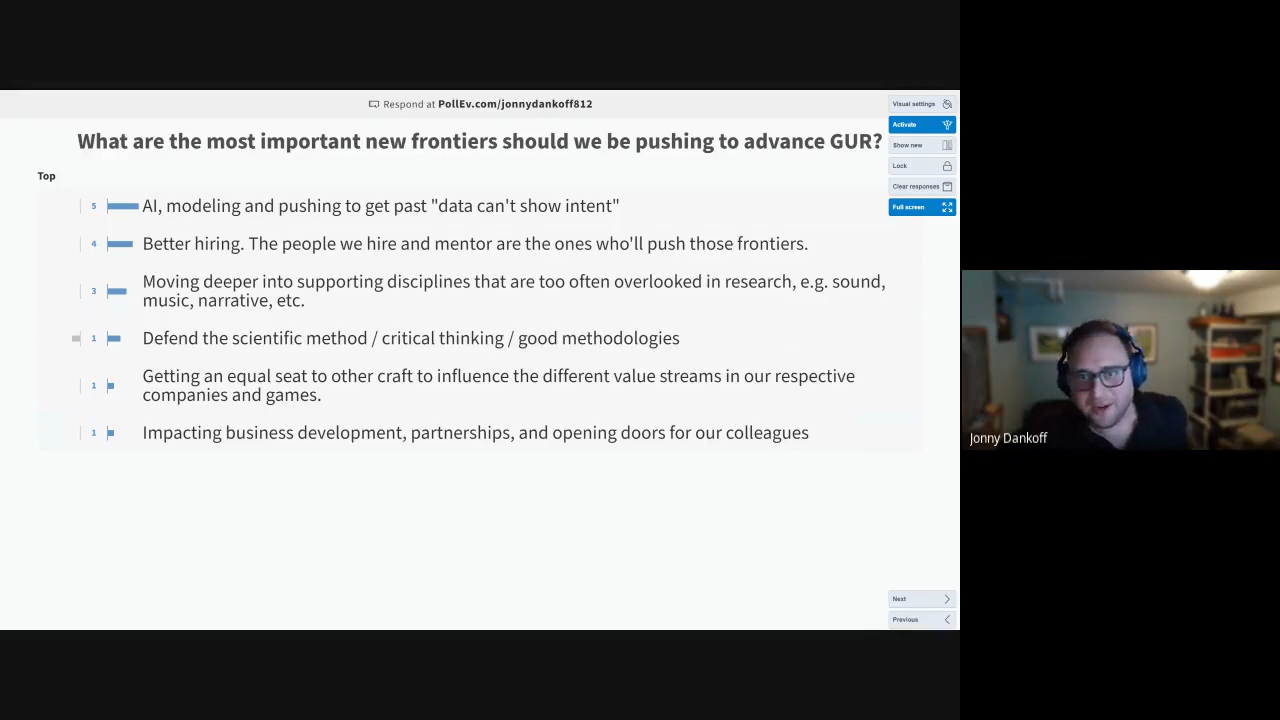 Respond at PollEv.com/jonnydankoff812
What are the most important new frontiers should we be pushing to advance GUR?
Top
5 AI, modeling and pushing to get past "data can't show intent"
4 Better hiring. The people we hire and mentor are the ones who'll push those frontiers.
3 Moving deeper into supporting disciplines that are too often overlooked in research, e.g. sound,
music, narrative, etc.
1 Defend the scientific method / critical thinking / good methodologies
1 Getting an equal seat to other craft to influence the different value streams in our respective
companies and games.
1 Impacting business development, partnerships, and opening doors for our colleagues
Visual settings
Activate
Show new
Lock
Clear responses
Full screen
Next
Previous
Jonny Dankoff